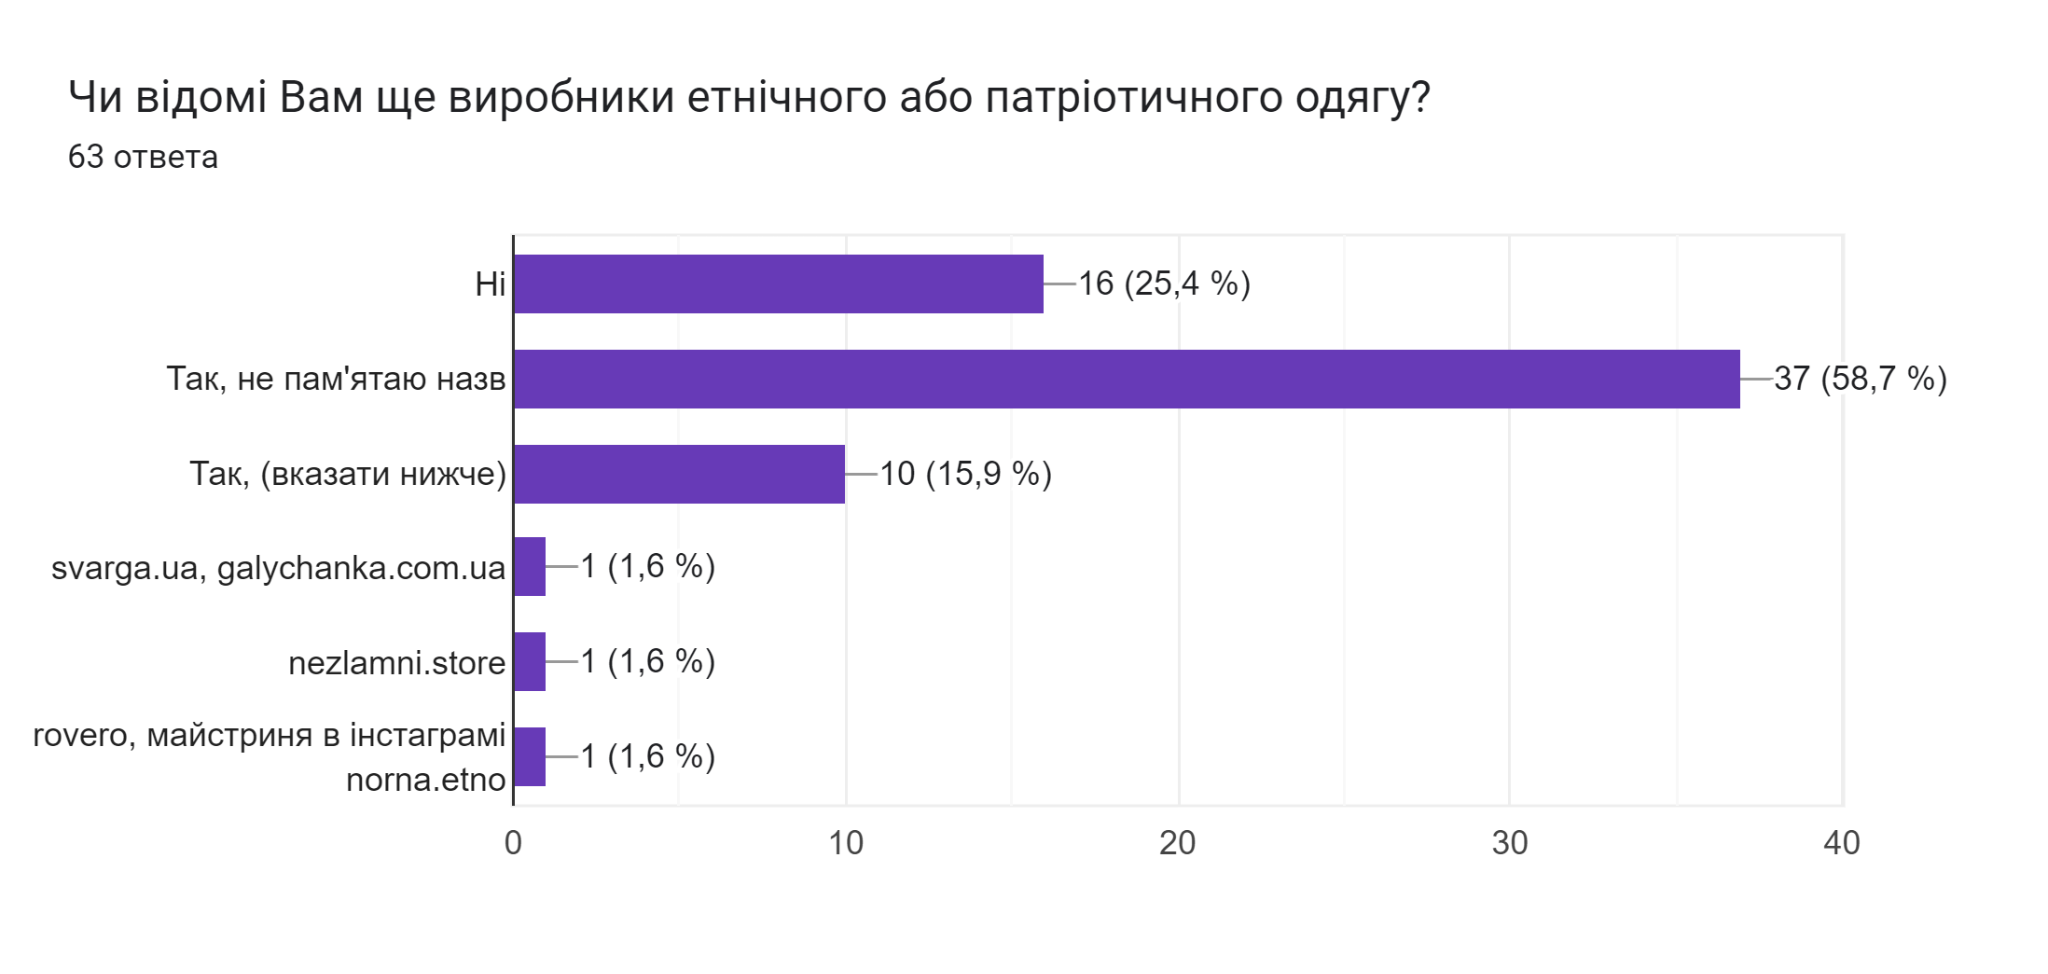 Чи відомі Вам ще виробники етнічного або патріотичного одягу?
63 ответа
Ні
16 (25,4 %)
Так, не пам'ятаю назв
37 (58,7 %)
Так, (вказати нижче)
10 (15,9 %)
svarga.ua, galychanka.com.ua
1 (1,6 %)
nezlamni.store
1 (1,6 %)
rovero, майстриня в інстаграмі
norna.etno
1 (1,6 %)
0 10 20 30 40